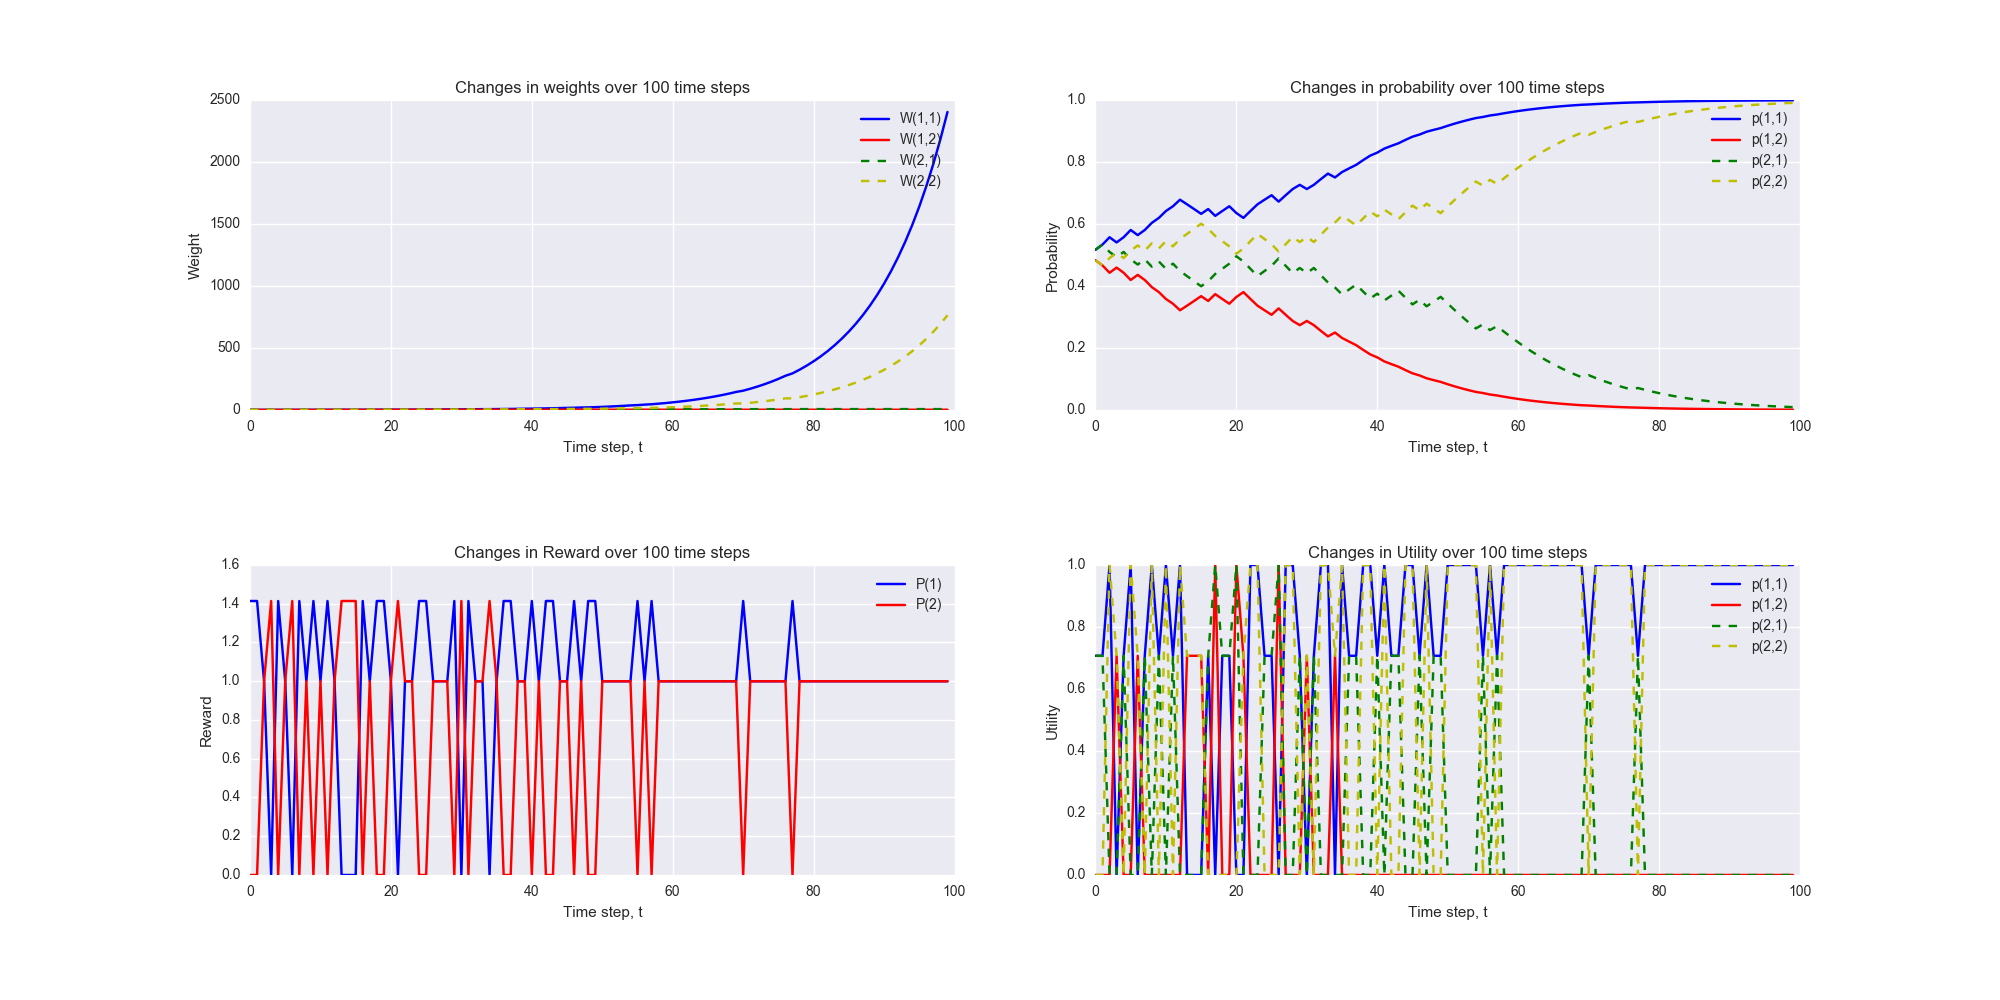 Changes in weights over 100 time steps
2500
2000
1500
1000
500
0
Weight
W(1,1)
W(1,2)
W(2,1)
W(2,2)
0 20 40 60 80 100
Time step, t
Changes in probability over 100 time steps
1.0
0.8
0.6
0.4
0.2
0.0
Probability
p(1,1)
p(1,2)
p(2,1)
p(2,2)
0 20 40 60 80 100
Time step, t
Changes in Reward over 100 time steps
1.6
1.4
1.2
1.0
0.8
0.6
0.4
0.2
0.0
Reward
P(1)
P(2)
0 20 40 60 80 100
Time step, t
Changes in Utility over 100 time steps
1.0
0.8
0.6
0.4
0.2
0.0
Utility
p(1,1)
p(1,2)
p(2,1)
p(2,2)
0 20 40 60 80 100
Time step, t